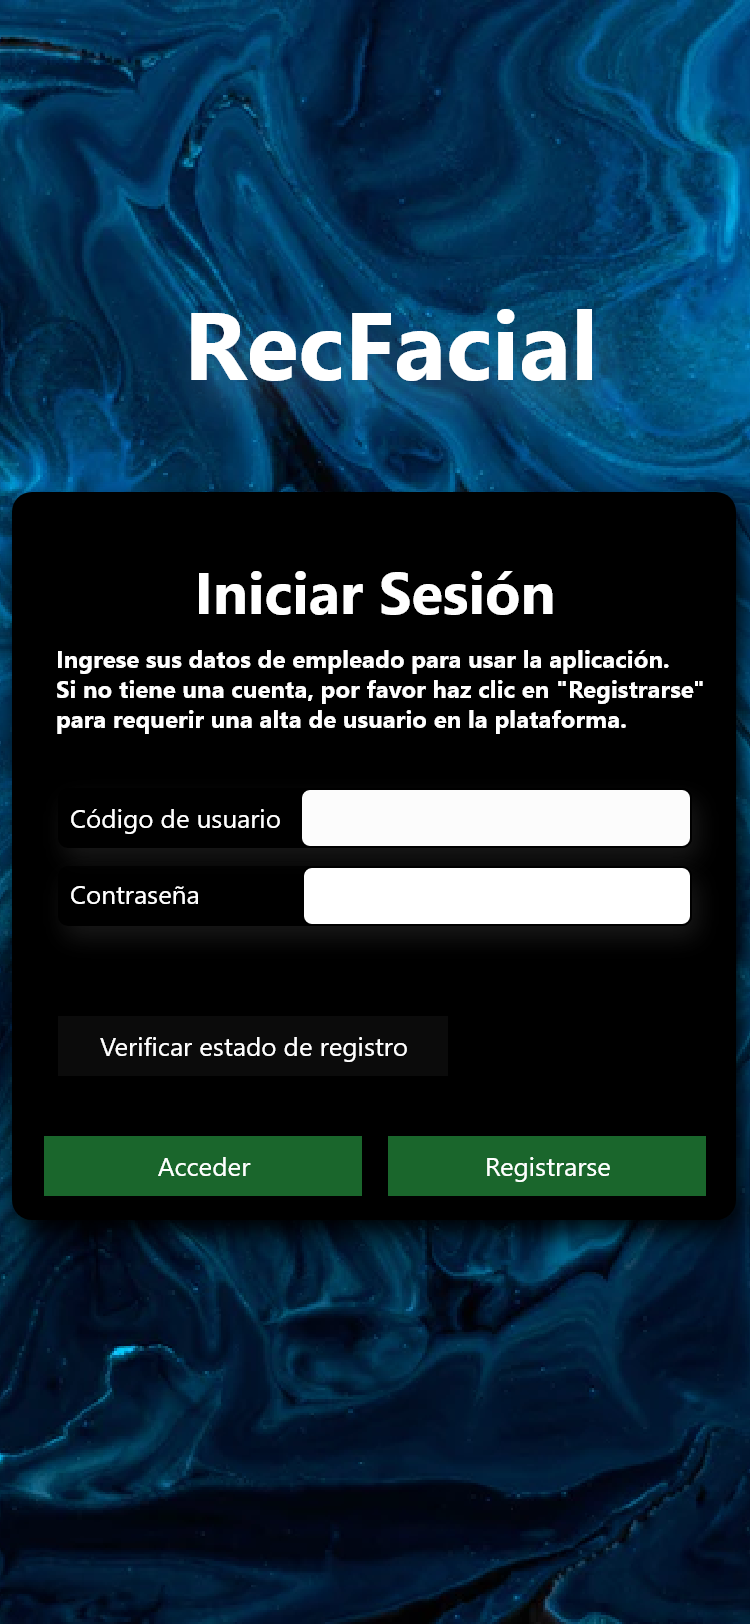 RecFacial
Iniciar Sesión
Ingrese sus datos de empleado para usar la aplicación.
Si no tiene una cuenta, por favor haz clic en "Registrarse"
para requerir una alta de usuario en la plataforma.
Código de usuario
Contraseña
Verificar estado de registro
Acceder
Registrarse